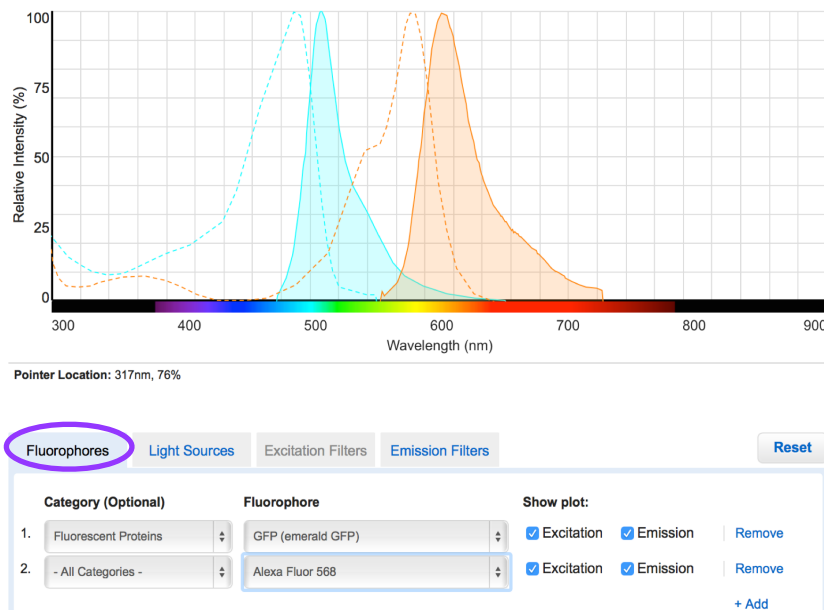 100
75
50
25
0
Relative Intensity (%)
300 400 500 600 700 800 900
Wavelength (nm)
Pointer Location: 317nm, 76%
Fluorophores Light Sources Excitation Filters Emission Filters Reset
Category (Optional) Fluorophore Show plot:
1. Fluorescent Proteins GFP (emerald GFP) Excitation Emission Remove
2. - All Categories - Alexa Fluor 568 Excitation Emission Remove
+ Add